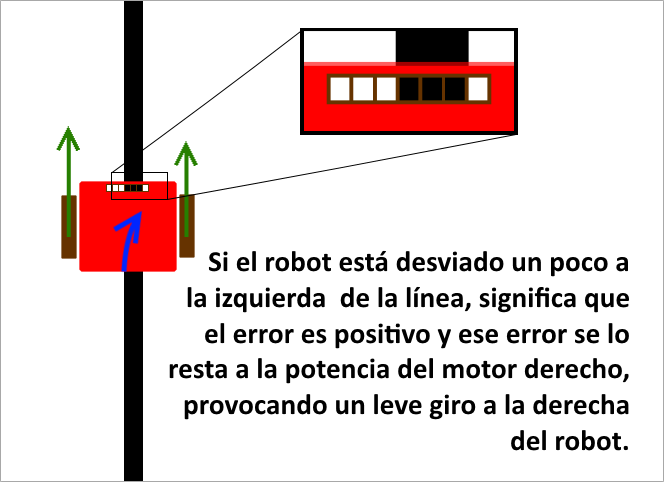 Si el robot está desviado un poco a
la izquierda  de la línea, significa que
el error es positivo y ese error se lo
resta a la potencia del motor derecho,
provocando un leve giro a la derecha
del robot.